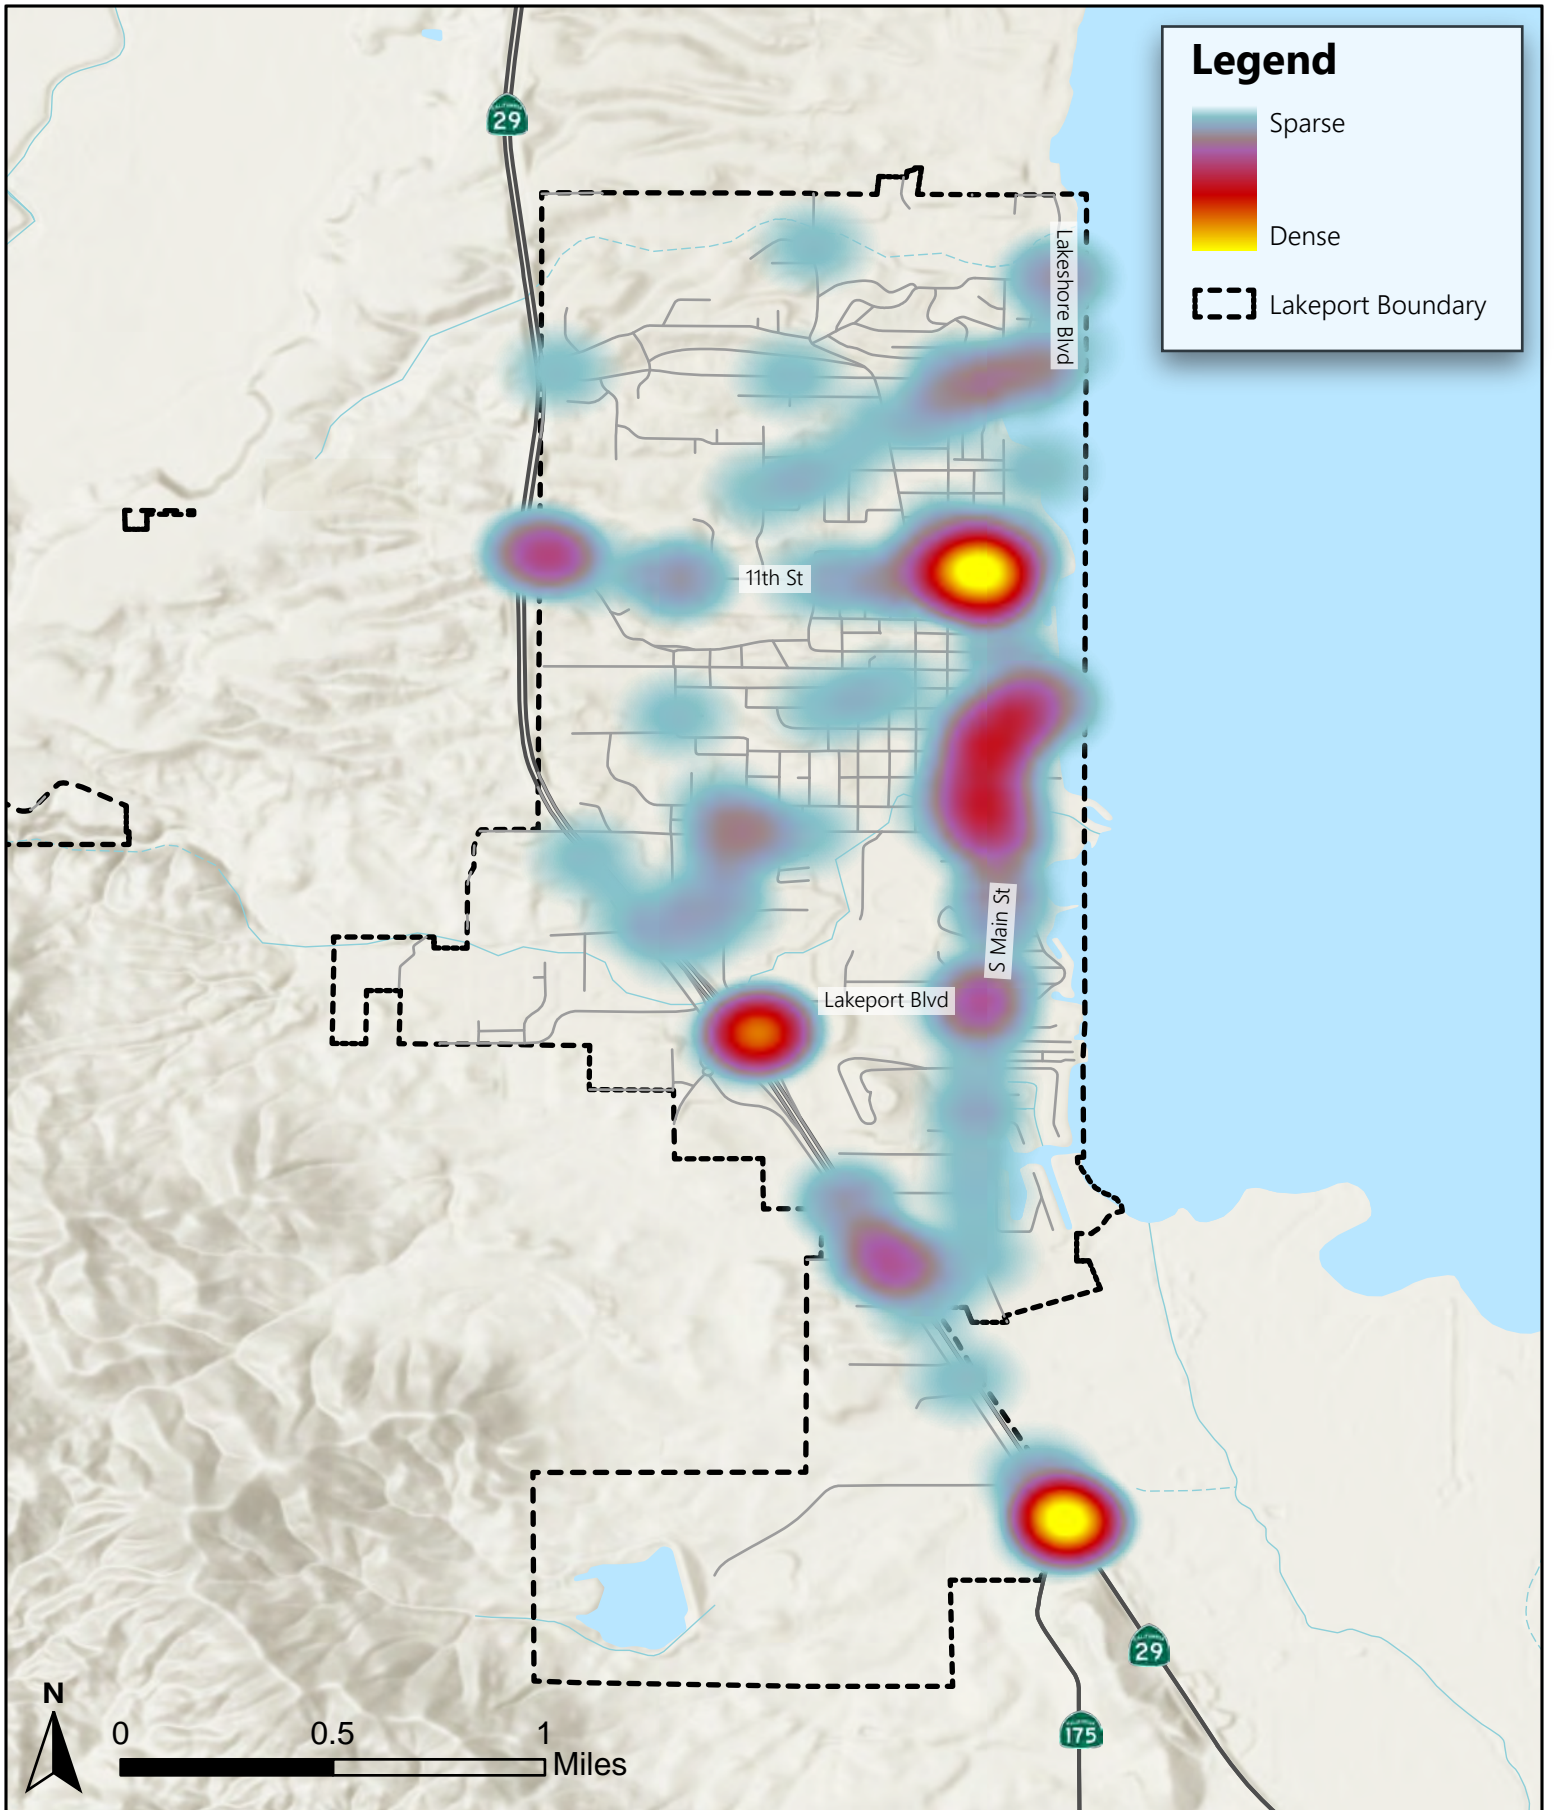 Legend
Sparse
Dense
Lakeport Boundary
29
Lakeshore Blvd
11th St
S Main St
Lakeport Blvd
29
175
N
0 0.5 1
Miles